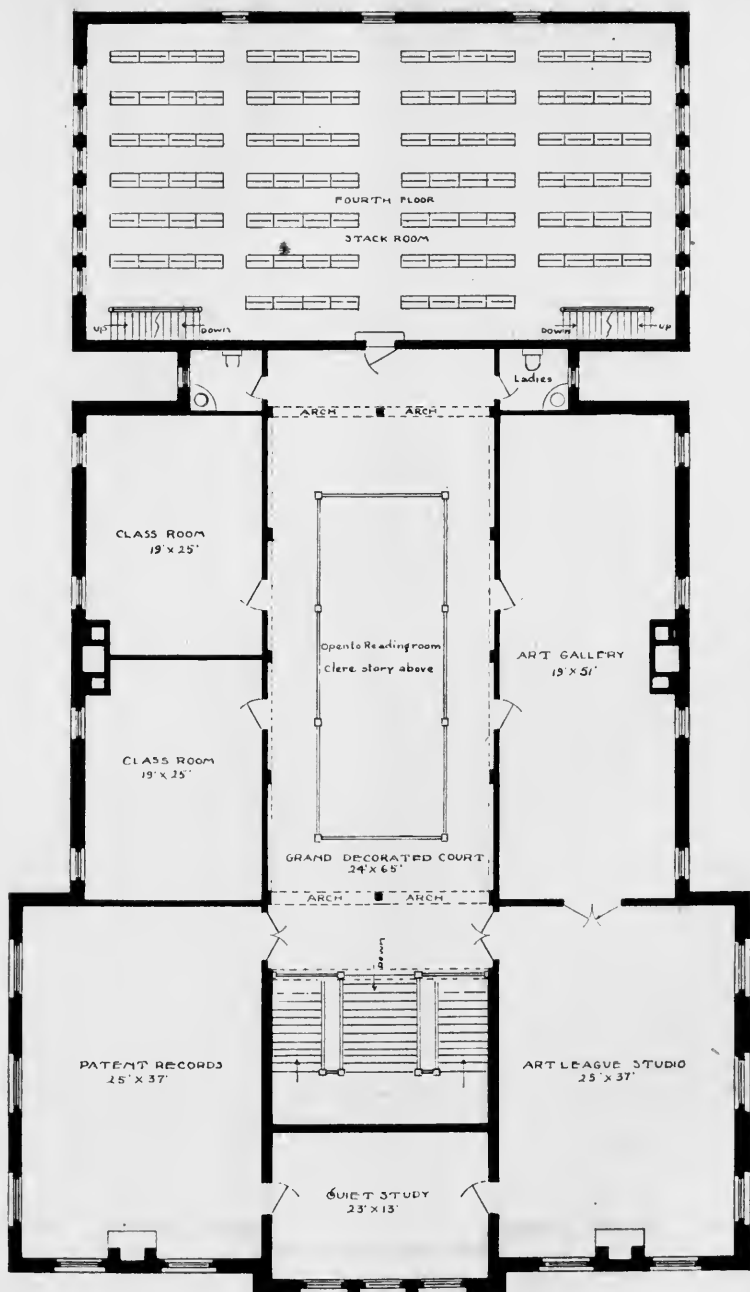 FOURTH FLOOR
STACK ROOM
UP
DOWN
DOWN
UP
Ladies
ARCH
ARCH
CLASS ROOM
19' X 25'
Open to Reading room
Clere story above
ART GALLERY
19' X 51'
CLASS ROOM
19' X 25'
GRAND DECORATED COURT
24' X 65'
ARCH
ARCH
PATENT RECORDS
25' X 37'
ART LEAGUE STUDIO
25' X 37'
QUIET STUDY
23' X 13'